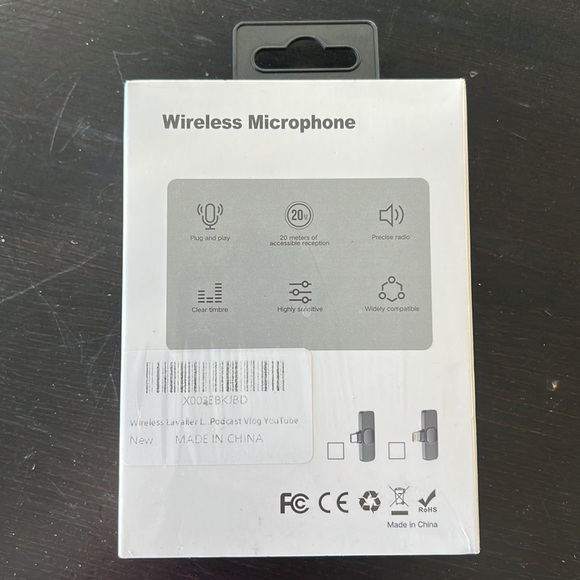 Wireless Microphone
20M
Plug and play
20 meters of
accessible reception
Precise radio
Clear timbre
Highly sensitive
Widely compatible
X003EBKJBD
Wireless Lavalier L...Podcast Vlog YouTube
New MADE IN CHINA
FC CE RoHS
Made in China